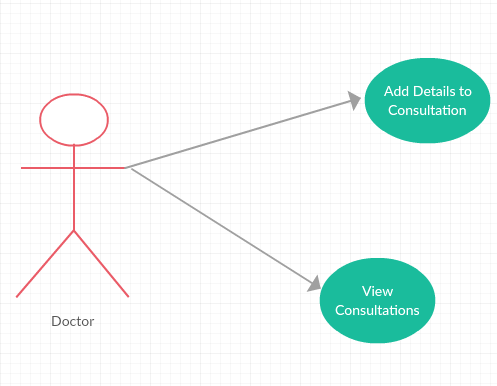 Add Details to
Consultation
View
Consultations
Doctor